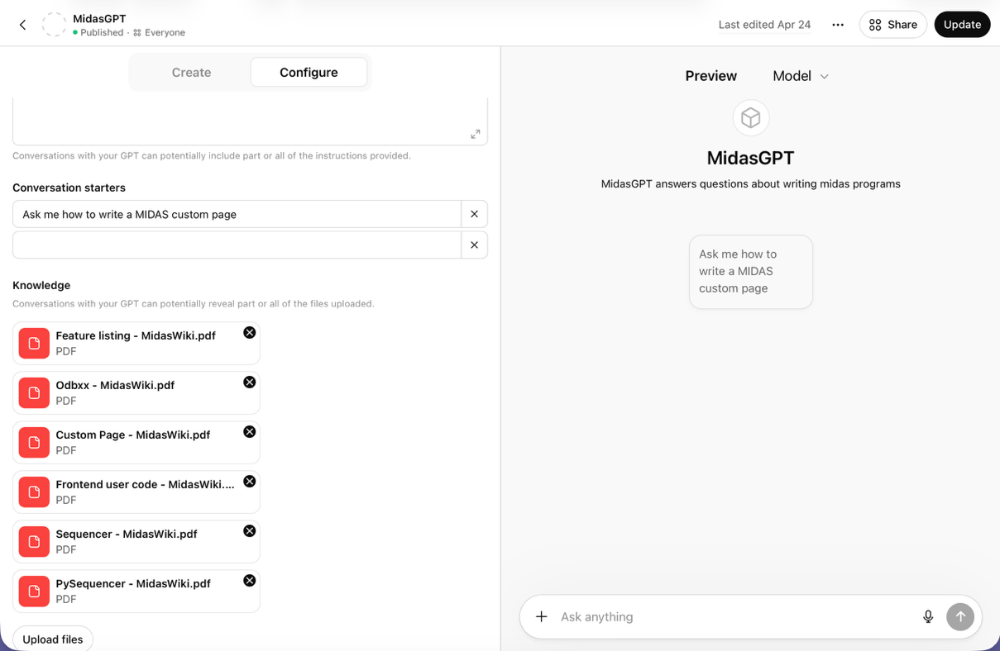 MidasGPT
Published · Everyone
Last edited Apr 24
Share
Update
Create
Configure
Conversations with your GPT can potentially include part or all of the instructions provided.
Conversation starters
Ask me how to write a MIDAS custom page
Knowledge
Conversations with your GPT can potentially reveal part or all of the files uploaded.
Feature listing - MidasWiki.pdf
PDF
Odbxx - MidasWiki.pdf
PDF
Custom Page - MidasWiki.pdf
PDF
Frontend user code - MidasWiki....
PDF
Sequencer - MidasWiki.pdf
PDF
PySequencer - MidasWiki.pdf
PDF
Upload files
Preview
Model
MidasGPT
MidasGPT answers questions about writing midas programs
Ask me how to
write a MIDAS
custom page
Ask anything